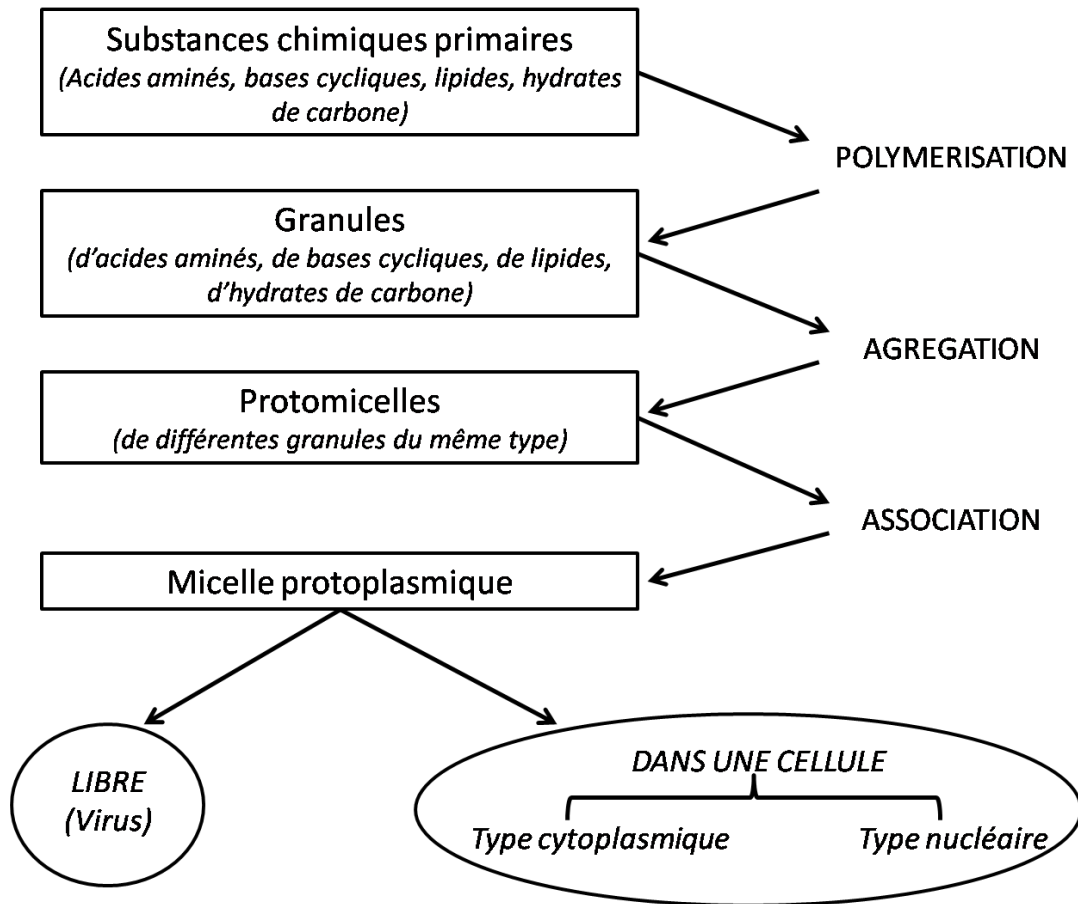 Substances chimiques primaires
(Acides aminés, bases cycliques, lipides, hydrates
de carbone)
POLYMERISATION
Granules
(d'acides aminés, de bases cycliques, de lipides,
d'hydrates de carbone)
AGREGATION
Protomicelles
(de différentes granules du même type)
ASSOCIATION
Micelle protoplasmique
LIBRE
(Virus)
DANS UNE CELLULE
Type cytoplasmique
Type nucléaire